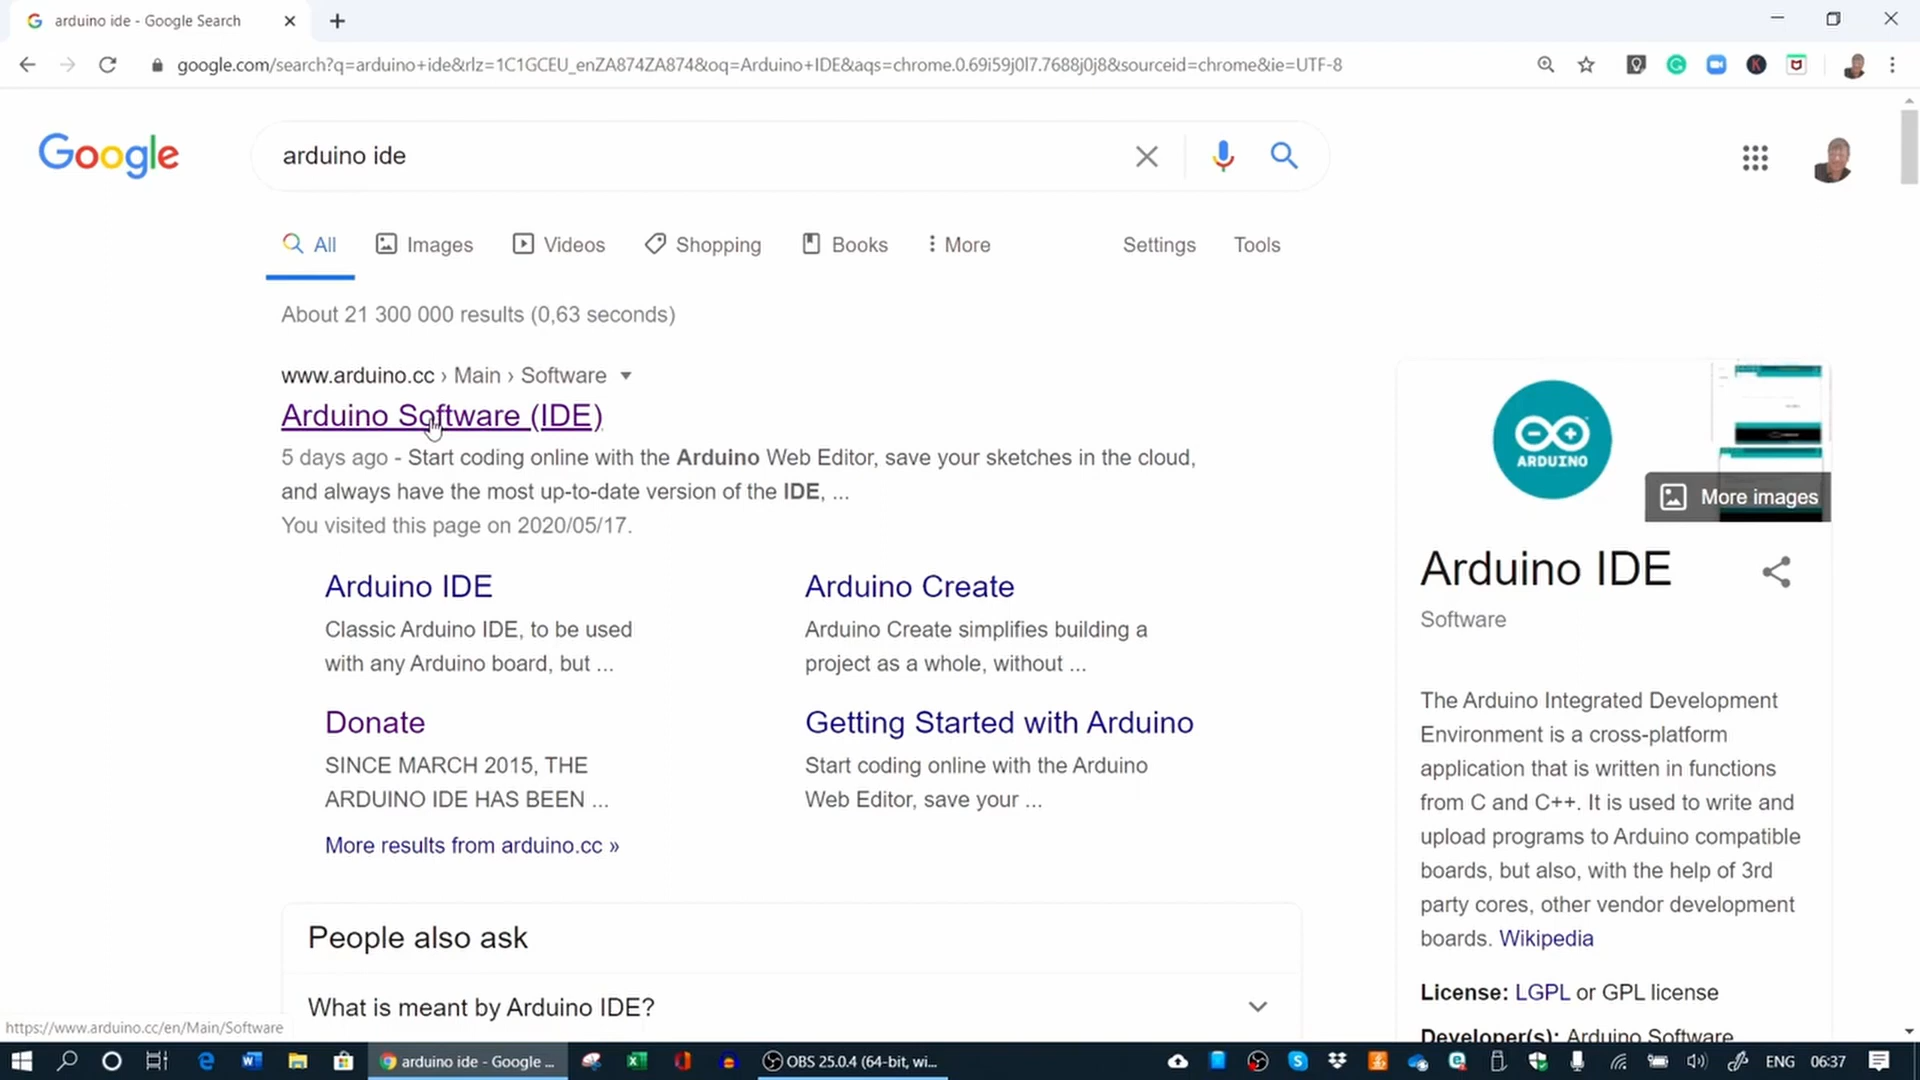 arduino ide - Google Search
google.com/search?q=arduino+ide&rlz=1C1GCEU_enZA874ZA874&oq=Arduino+IDE&aqs=chrome.0.69i59j0l7.7688j0j8&sourceid=chrome&ie=UTF-8
Google
arduino ide
All Images Videos Shopping Books More Settings Tools
About 21 300 000 results (0,63 seconds)
www.arduino.cc › Main › Software
Arduino Software (IDE)
5 days ago - Start coding online with the Arduino Web Editor, save your sketches in the cloud,
and always have the most up-to-date version of the IDE, ...
You visited this page on 2020/05/17.
Arduino IDE
Classic Arduino IDE, to be used
with any Arduino board, but ...
Arduino Create
Arduino Create simplifies building a
project as a whole, without ...
Donate
SINCE MARCH 2015, THE
ARDUINO IDE HAS BEEN ...
Getting Started with Arduino
Start coding online with the Arduino
Web Editor, save your ...
More results from arduino.cc »
People also ask
What is meant by Arduino IDE?
ARDUINO
More images
Arduino IDE
Software
The Arduino Integrated Development
Environment is a cross-platform
application that is written in functions
from C and C++. It is used to write and
upload programs to Arduino compatible
boards, but also, with the help of 3rd
party cores, other vendor development
boards. Wikipedia
License: LGPL or GPL license
Developer(s): Arduino Software
https://www.arduino.cc/en/Main/Software
arduino ide - Google ...
OBS 25.0.4 (64-bit, wi...
ENG 06:37